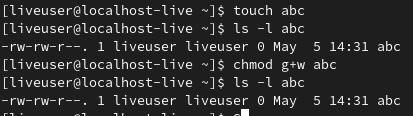 [liveuser@localhost-live ~]$ touch abc
[liveuser@localhost-live ~]$ ls -l abc
-rw-rw-r--. 1 liveuser liveuser 0 May  5 14:31 abc
[liveuser@localhost-live ~]$ chmod g+w abc
[liveuser@localhost-live ~]$ ls -l abc
-rw-rw-r--. 1 liveuser liveuser 0 May  5 14:31 abc
[liveuser@localhost-live ~]$